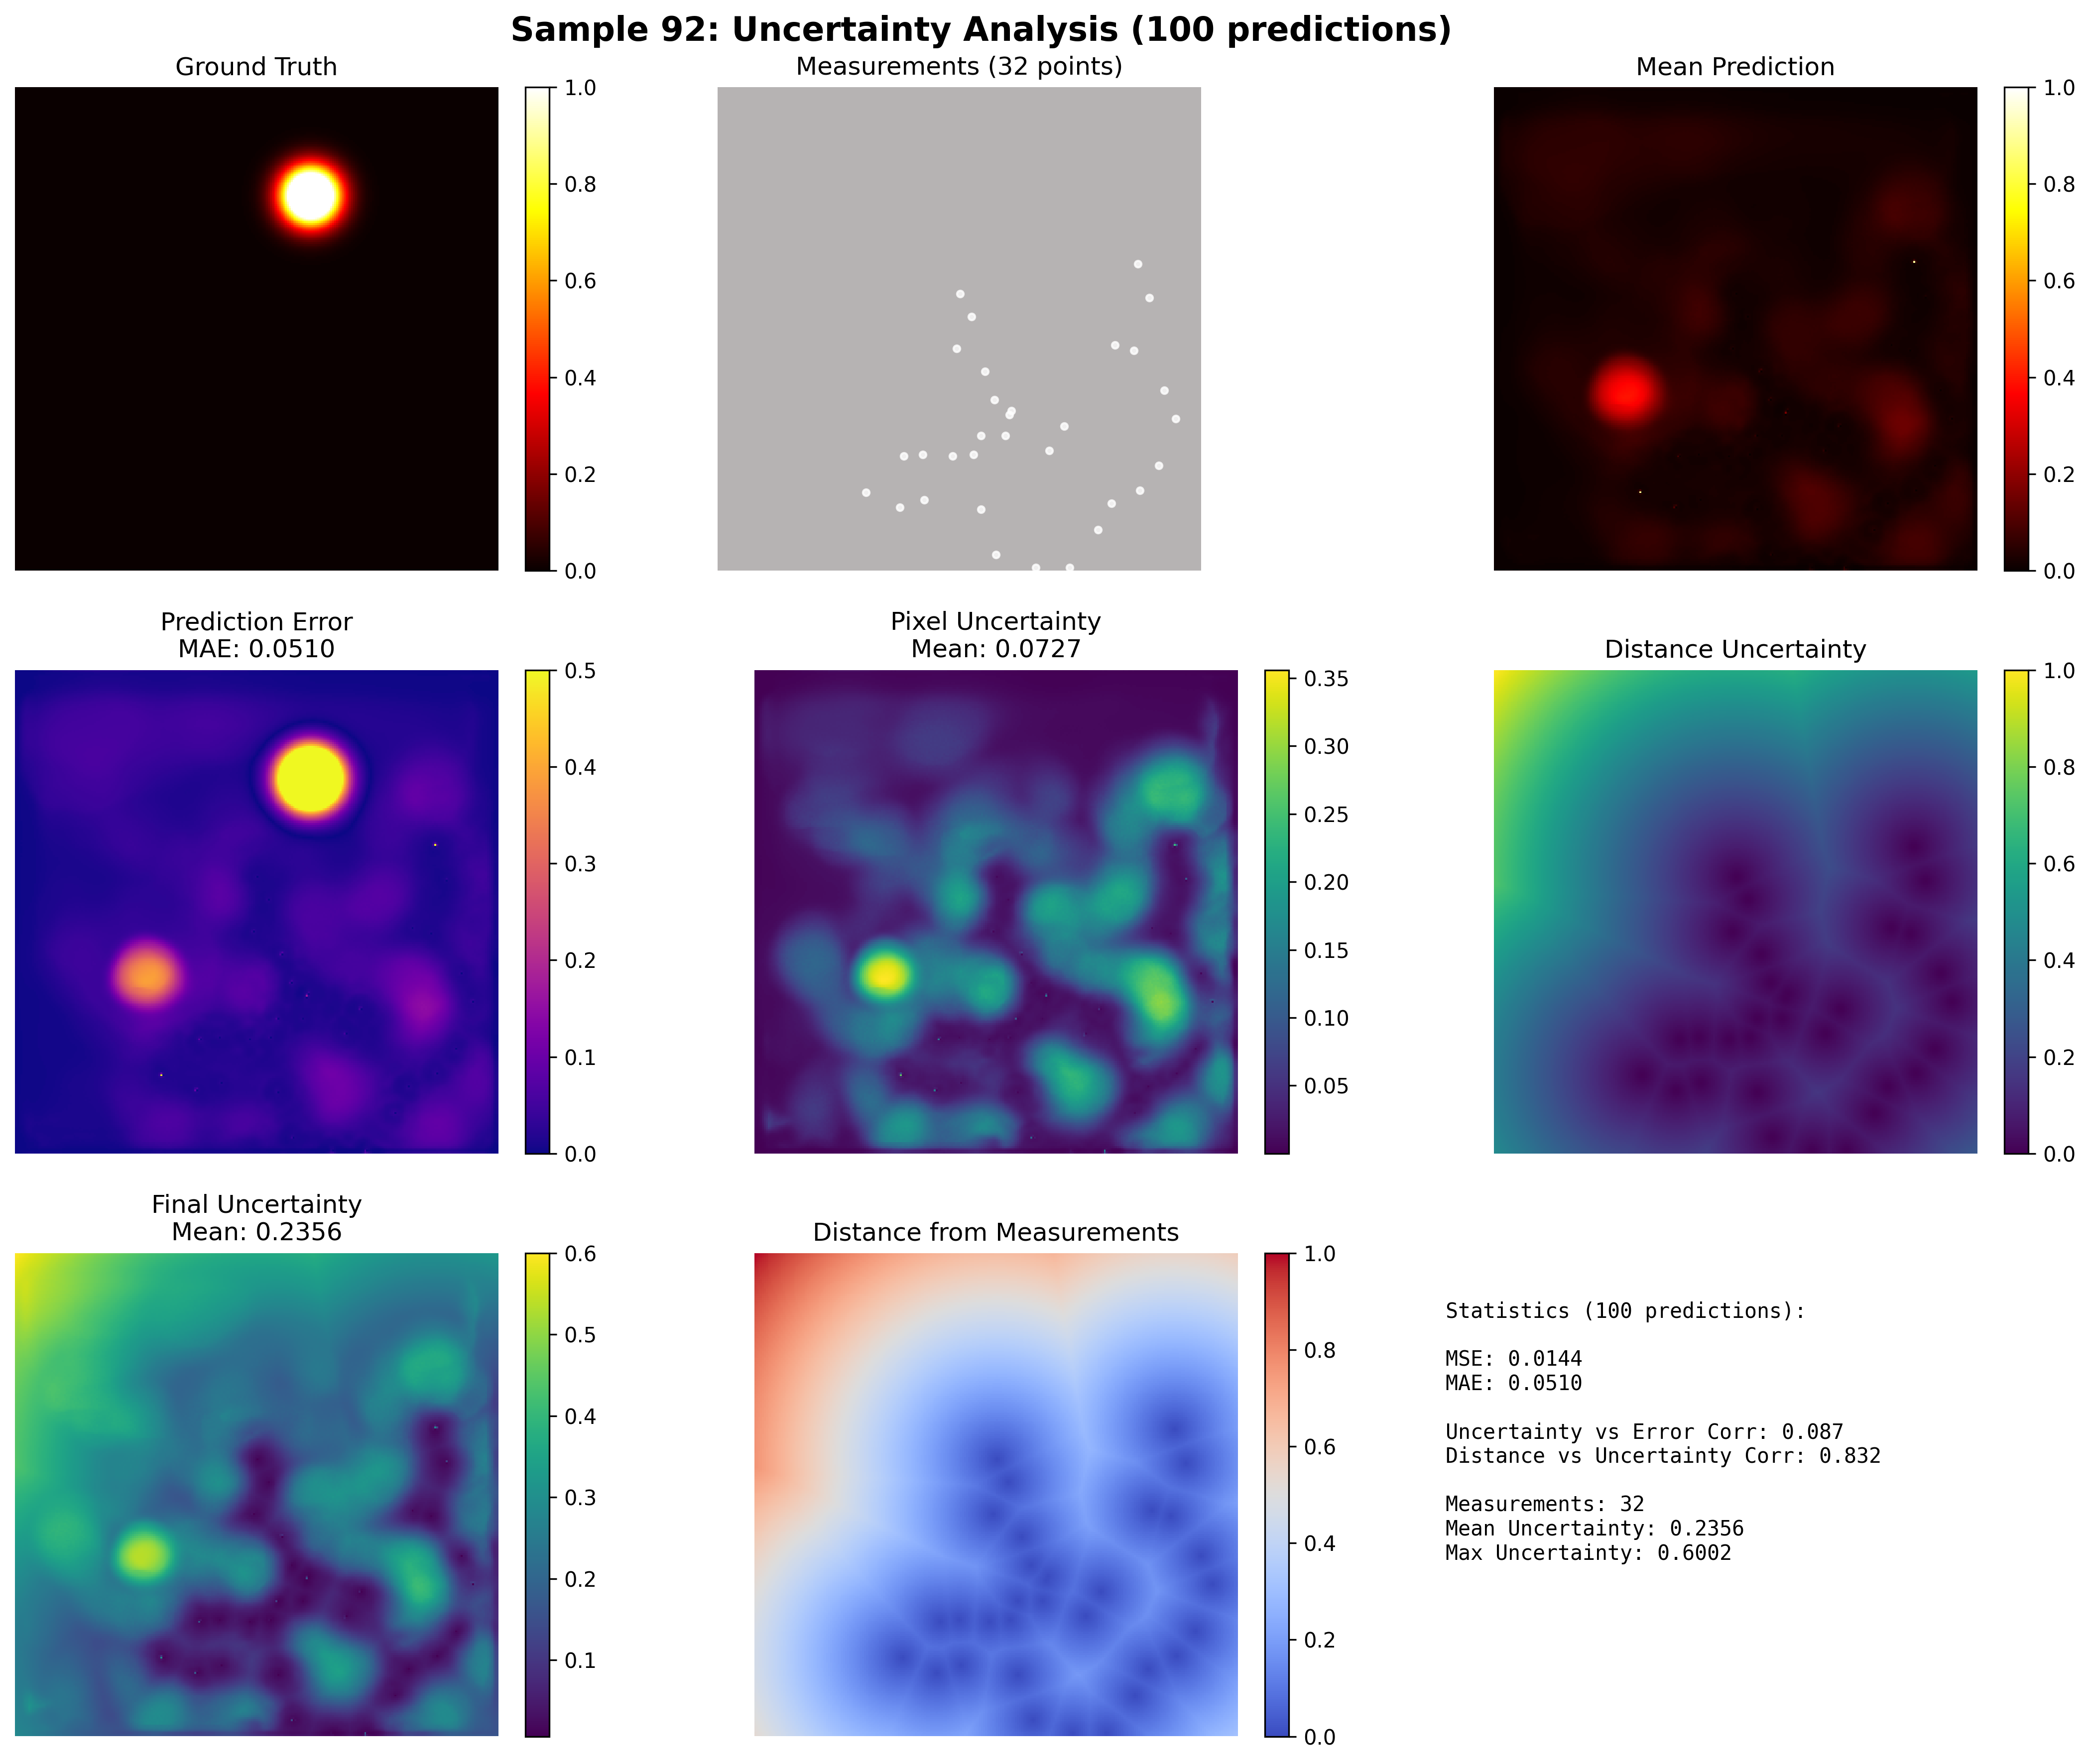 Sample 92: Uncertainty Analysis (100 predictions)
Ground Truth
1.0
0.8
0.6
0.4
0.2
0.0
Measurements (32 points)
Mean Prediction
1.0
0.8
0.6
0.4
0.2
0.0
Prediction Error
MAE: 0.0510
0.5
0.4
0.3
0.2
0.1
0.0
Pixel Uncertainty
Mean: 0.0727
0.35
0.30
0.25
0.20
0.15
0.10
0.05
Distance Uncertainty
1.0
0.8
0.6
0.4
0.2
0.0
Final Uncertainty
Mean: 0.2356
0.6
0.5
0.4
0.3
0.2
0.1
Distance from Measurements
1.0
0.8
0.6
0.4
0.2
0.0
Statistics (100 predictions):
MSE: 0.0144
MAE: 0.0510
Uncertainty vs Error Corr: 0.087
Distance vs Uncertainty Corr: 0.832
Measurements: 32
Mean Uncertainty: 0.2356
Max Uncertainty: 0.6002